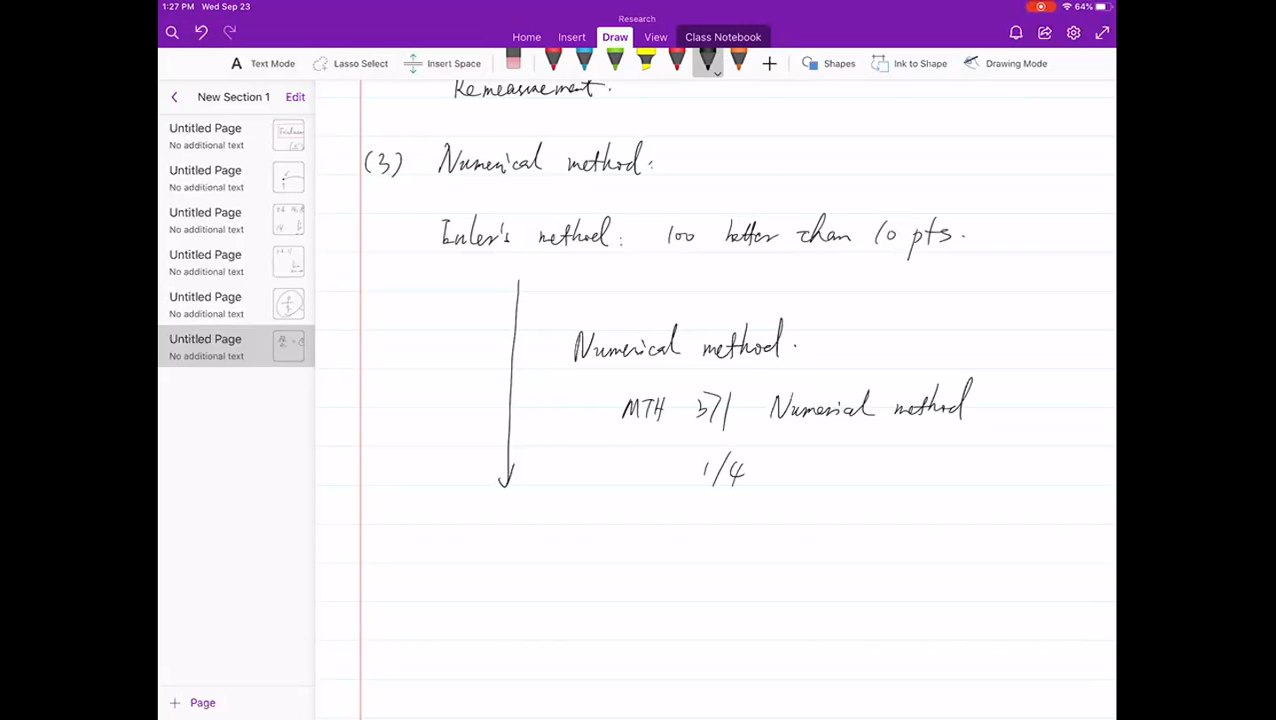 1:27 PM Wed Sep 23
64%
Research
Home Insert Draw View Class Notebook
Text Mode Lasso Select Insert Space Shapes Ink to Shape Drawing Mode
New Section 1 Edit
Untitled Page
No additional text
Untitled Page
No additional text
Untitled Page
No additional text
Untitled Page
No additional text
Untitled Page
No additional text
Untitled Page
No additional text
Page
Remeasurement.
(3) Numerical method:
Euler's method: 100 better than 10 pts.
Numerical method.
MTH 371 Numerical method
1/4